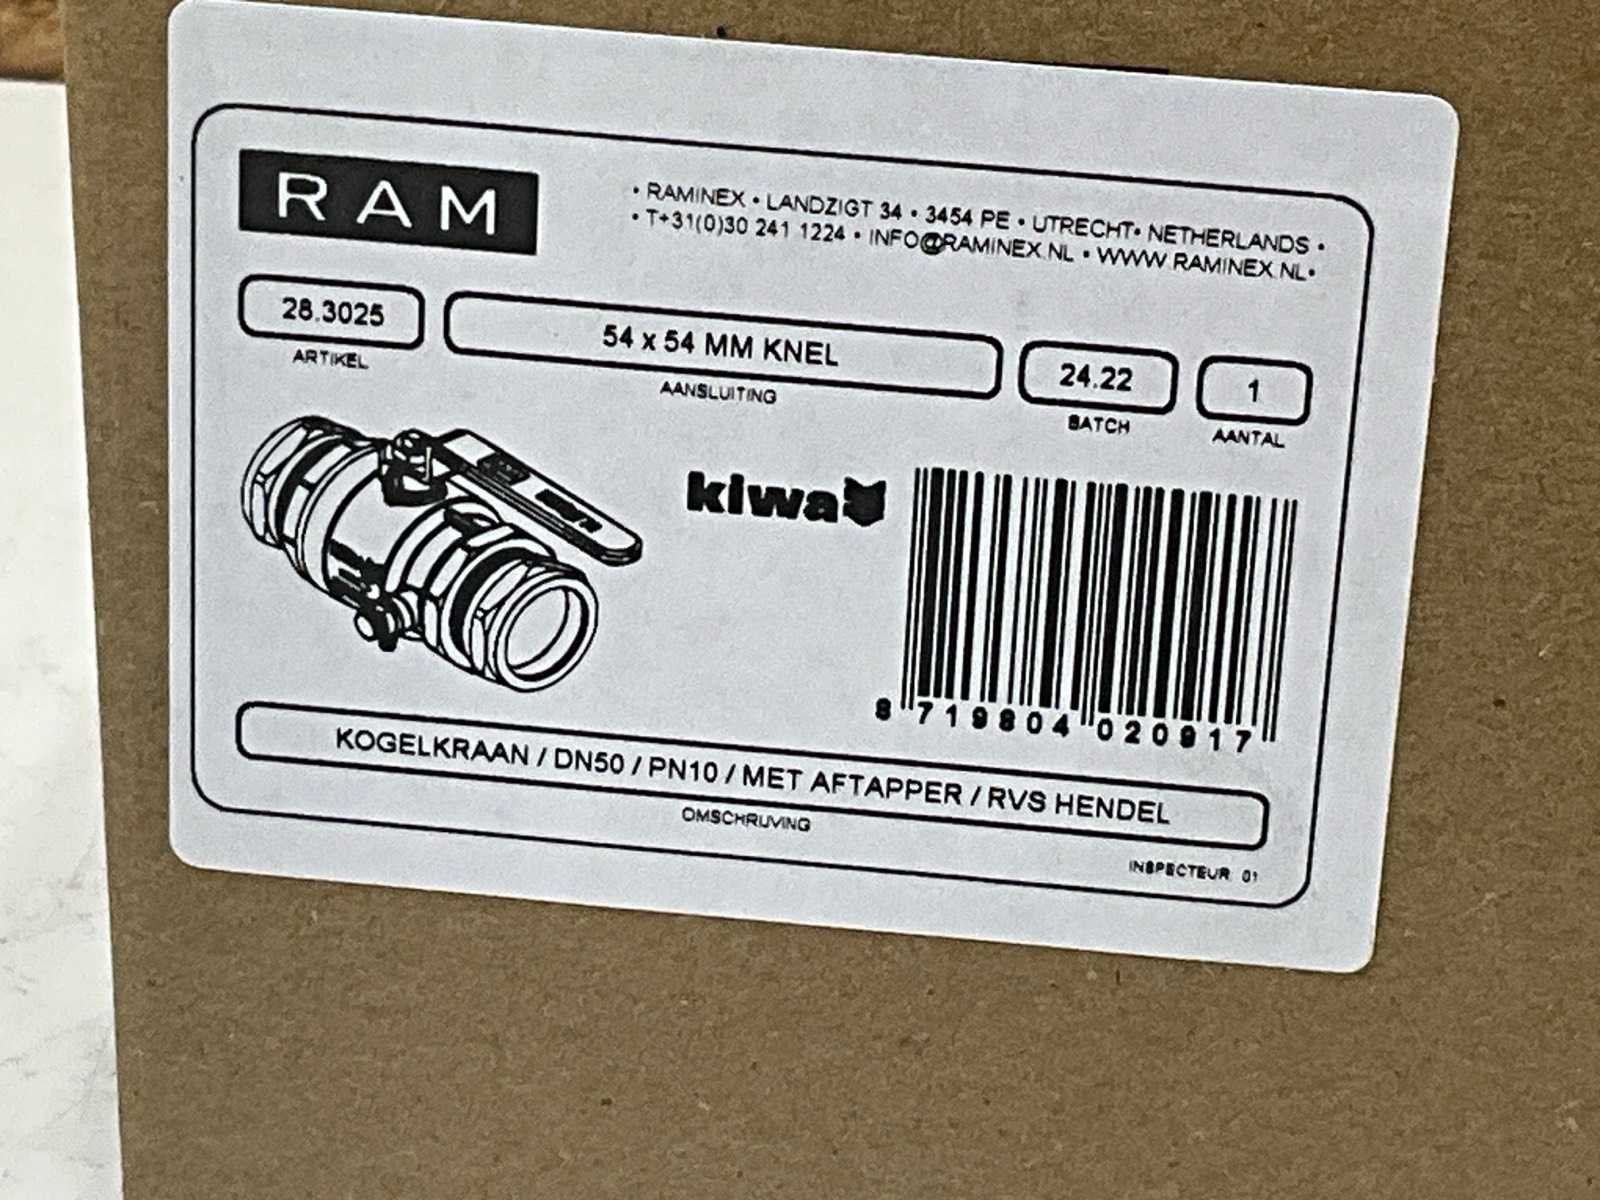 RAM
• RAMINEX • LANDZIGT 34 • 3454 PE • UTRECHT• NETHERLANDS •
• T+31(0)30 241 1224 • INFO@RAMINEX.NL • WWW.RAMINEX.NL•
28.3025
ARTIKEL
54 x 54 MM KNEL
AANSLUITING
24.22
BATCH
1
AANTAL
kiwa
8 719804 020917
KOGELKRAAN / DN50 / PN10 / MET AFTAPPER / RVS HENDEL
OMSCHRIJVING
INSPECTEUR 01